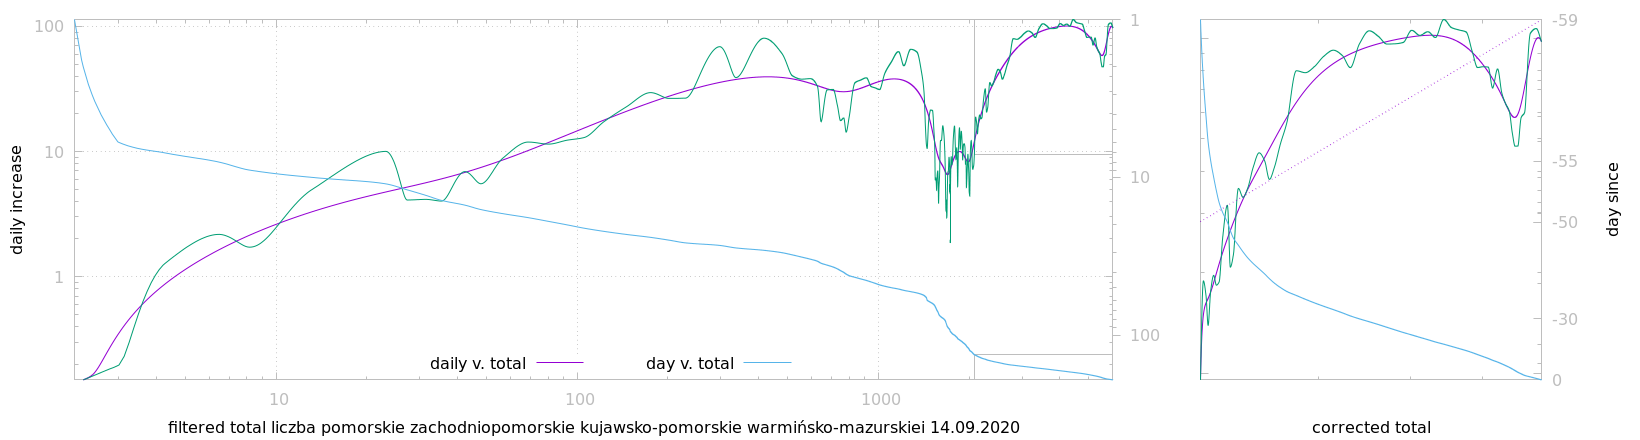 100
10
1
daily increase
10
100
1000
1
10
100
daily v. total
day v. total
filtered total liczba pomorskie zachodniopomorskie kujawsko-pomorskie warmińsko-mazurskiei 14.09.2020
-59
-55
-50
-30
0
day since
corrected total